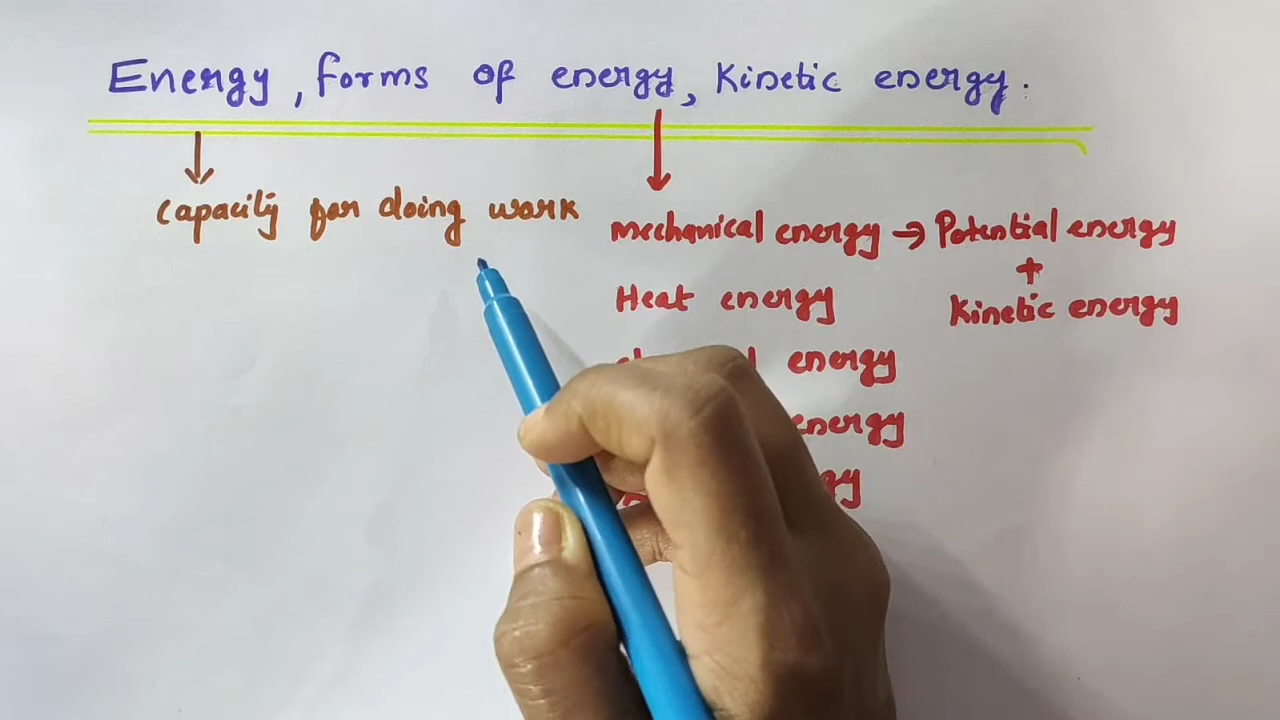 Energy, forms of energy, Kinetic energy.
capacity for doing work
mechanical energy → Potential energy
+
Kinetic energy
Heat energy
energy
energy